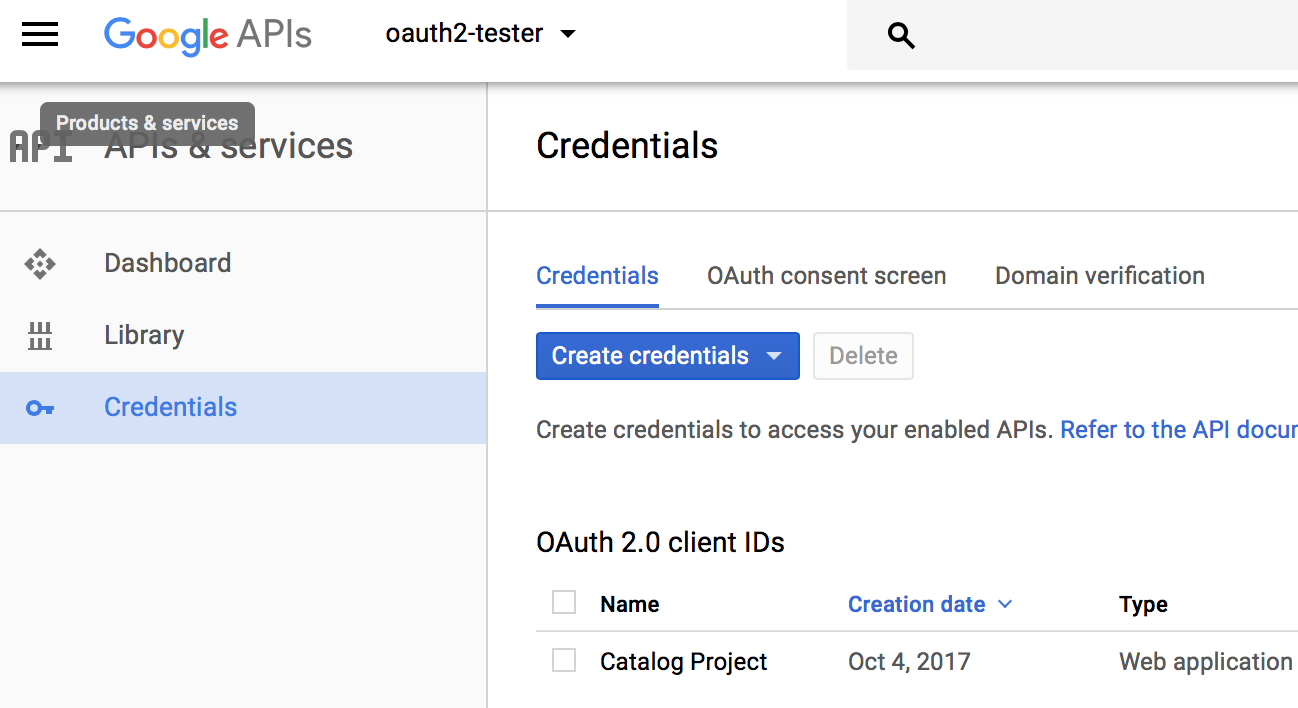 Google APIs
oauth2-tester
Products & services
API
APIs & services
Credentials
Dashboard
Library
Credentials
Credentials
OAuth consent screen
Domain verification
Create credentials
Delete
Create credentials to access your enabled APIs. Refer to the API docu
OAuth 2.0 client IDs
Name
Creation date
Type
Catalog Project
Oct 4, 2017
Web application